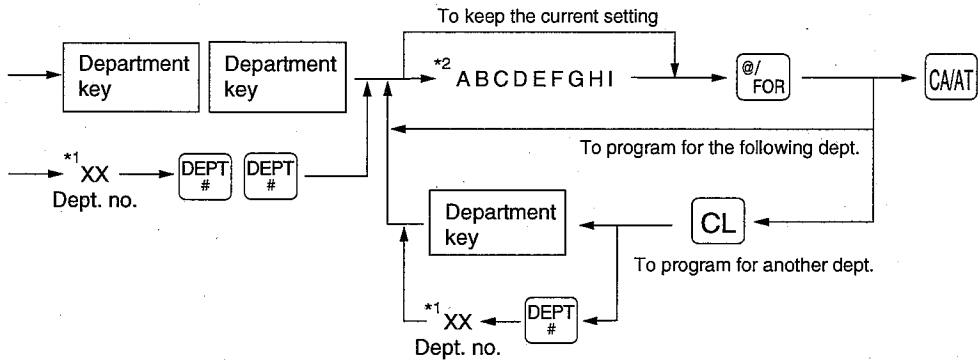 To keep the current setting
Department key
Department key
*2 ABCDEFGHI
@/ FOR
CA/AT
To program for the following dept.
*1 XX
Dept. no.
DEPT #
DEPT #
Department key
CL
To program for another dept.
*1 XX
Dept. no.
DEPT #